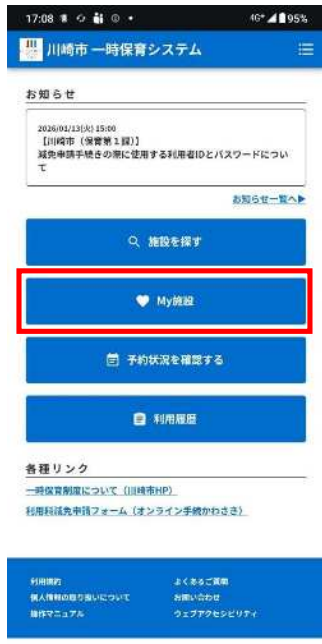 17:08
4G+ 95%
川崎市 一時保育システム
お知らせ
2026/01/13(火) 15:00
【川崎市（保育第１課）】
減免申請手続きの際に使用する利用者IDとパスワードについ
て
お知らせ一覧へ▶
施設を探す
My施設
予約状況を確認する
利用履歴
各種リンク
一時保育制度について（川崎市HP）
利用料減免申請フォーム（オンライン手続かわさき）
利用規約
よくあるご質問
個人情報の取り扱いについて
お問い合わせ
操作マニュアル
ウェブアクセシビリティ